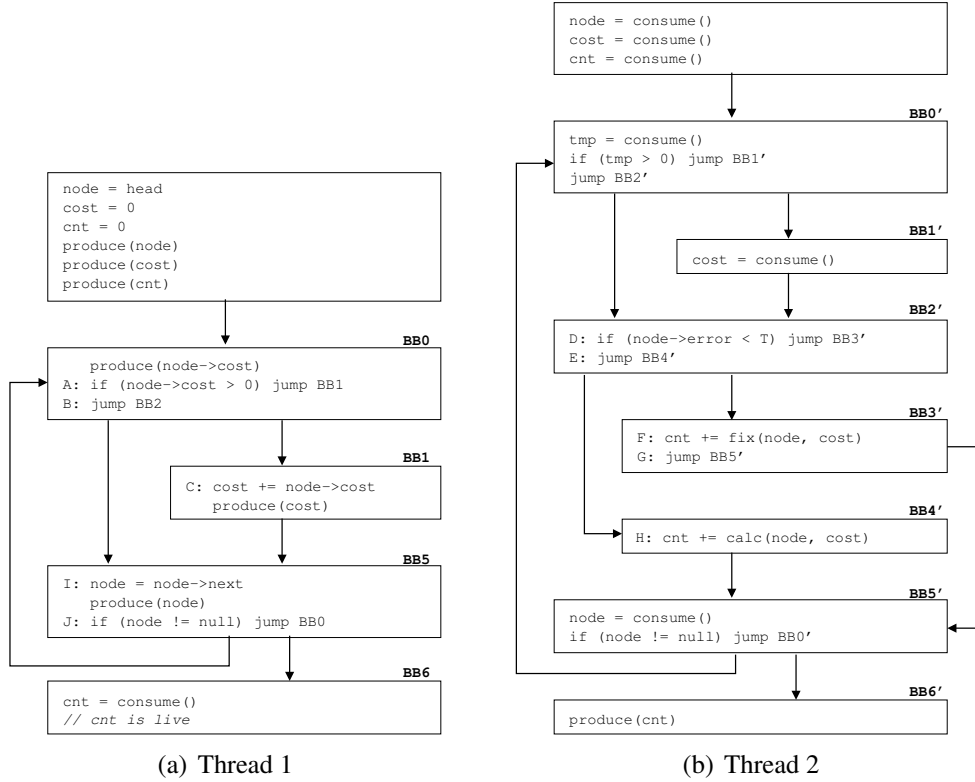 node = head
cost = 0
cnt = 0
produce(node)
produce(cost)
produce(cnt)
BB0
produce(node->cost)
A: if (node->cost > 0) jump BB1
B: jump BB2
BB1
C: cost += node->cost
produce(cost)
BB5
I: node = node->next
produce(node)
J: if (node != null) jump BB0
BB6
cnt = consume()
// cnt is live
(a) Thread 1
node = consume()
cost = consume()
cnt = consume()
BB0’
tmp = consume()
if (tmp > 0) jump BB1’
jump BB2’
BB1’
cost = consume()
BB2’
D: if (node->error < T) jump BB3’
E: jump BB4’
BB3’
F: cnt += fix(node, cost)
G: jump BB5’
BB4’
H: cnt += calc(node, cost)
BB5’
node = consume()
if (node != null) jump BB0’
BB6’
produce(cnt)
(b) Thread 2